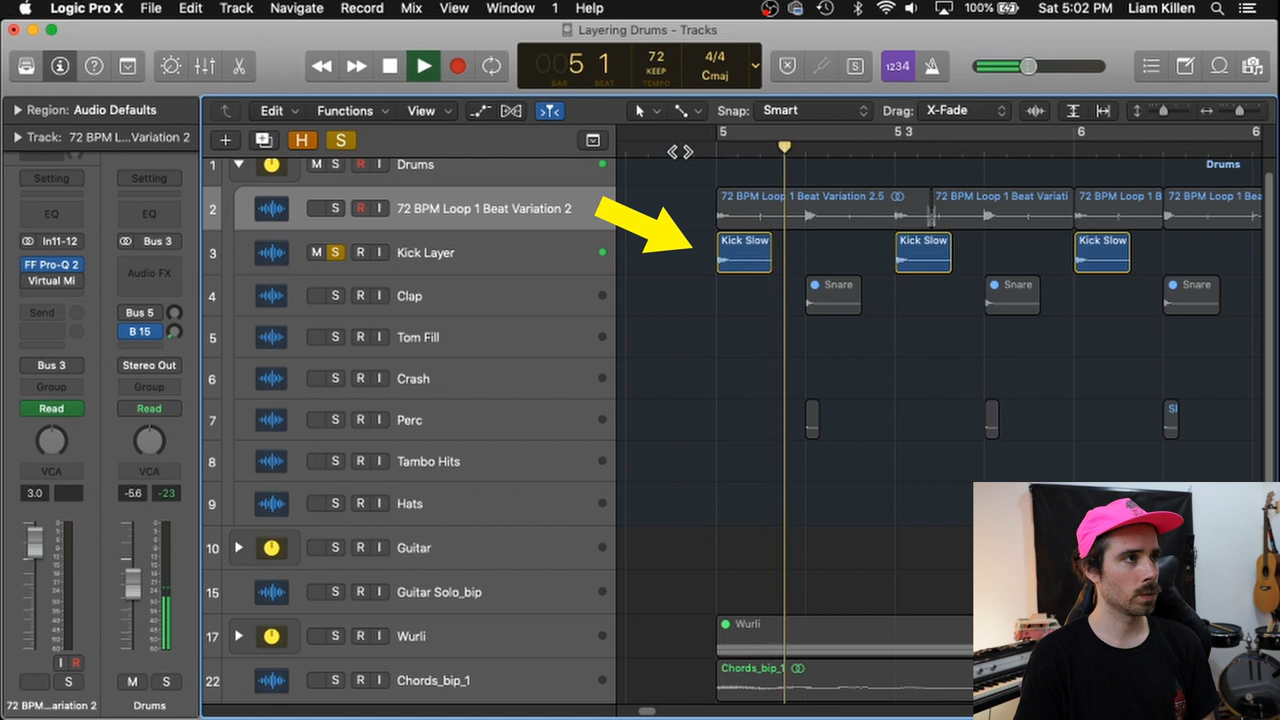 Logic Pro X File Edit Track Navigate Record Mix View Window 1 Help 100% Sat 5:02 PM Liam Killen
Layering Drums - Tracks
005 1 72 4/4
BAR BEAT KEEP TEMPO Cmaj
S 1234
Region: Audio Defaults
Edit Functions View Snap: Smart Drag: X-Fade
Track: 72 BPM L...Variation 2
H S
5 5 3 6 6
1 M S R I Drums Drums
Setting Setting
EQ EQ
2 S R I 72 BPM Loop 1 Beat Variation 2
72 BPM Loop 1 Beat Variation 2.5 72 BPM Loop 1 Beat Variati 72 BPM Loop 1 B 72 BPM Loop 1 Bea
In11-12 Bus 3
3 M S R I Kick Layer Kick Slow Kick Slow Kick Slow
FF Pro-Q 2 Audio FX
Virtual Mi
4 S R I Clap Snare Snare Snare
Send Bus 5
B 15
5 S R I Tom Fill
Bus 3 Stereo Out
6 S R I Crash
Group Group
Read Read
7 S R I Perc Sl
8 S R I Tambo Hits
VCA VCA
3.0 -5.6 -23
9 S R I Hats
10 S R I Guitar
15 S R I Guitar Solo_bip
17 S R I Wurli Wurli
I R
22 S R I Chords_bip_1 Chords_bip_1
S M S
72 BPM L...ariation 2 Drums